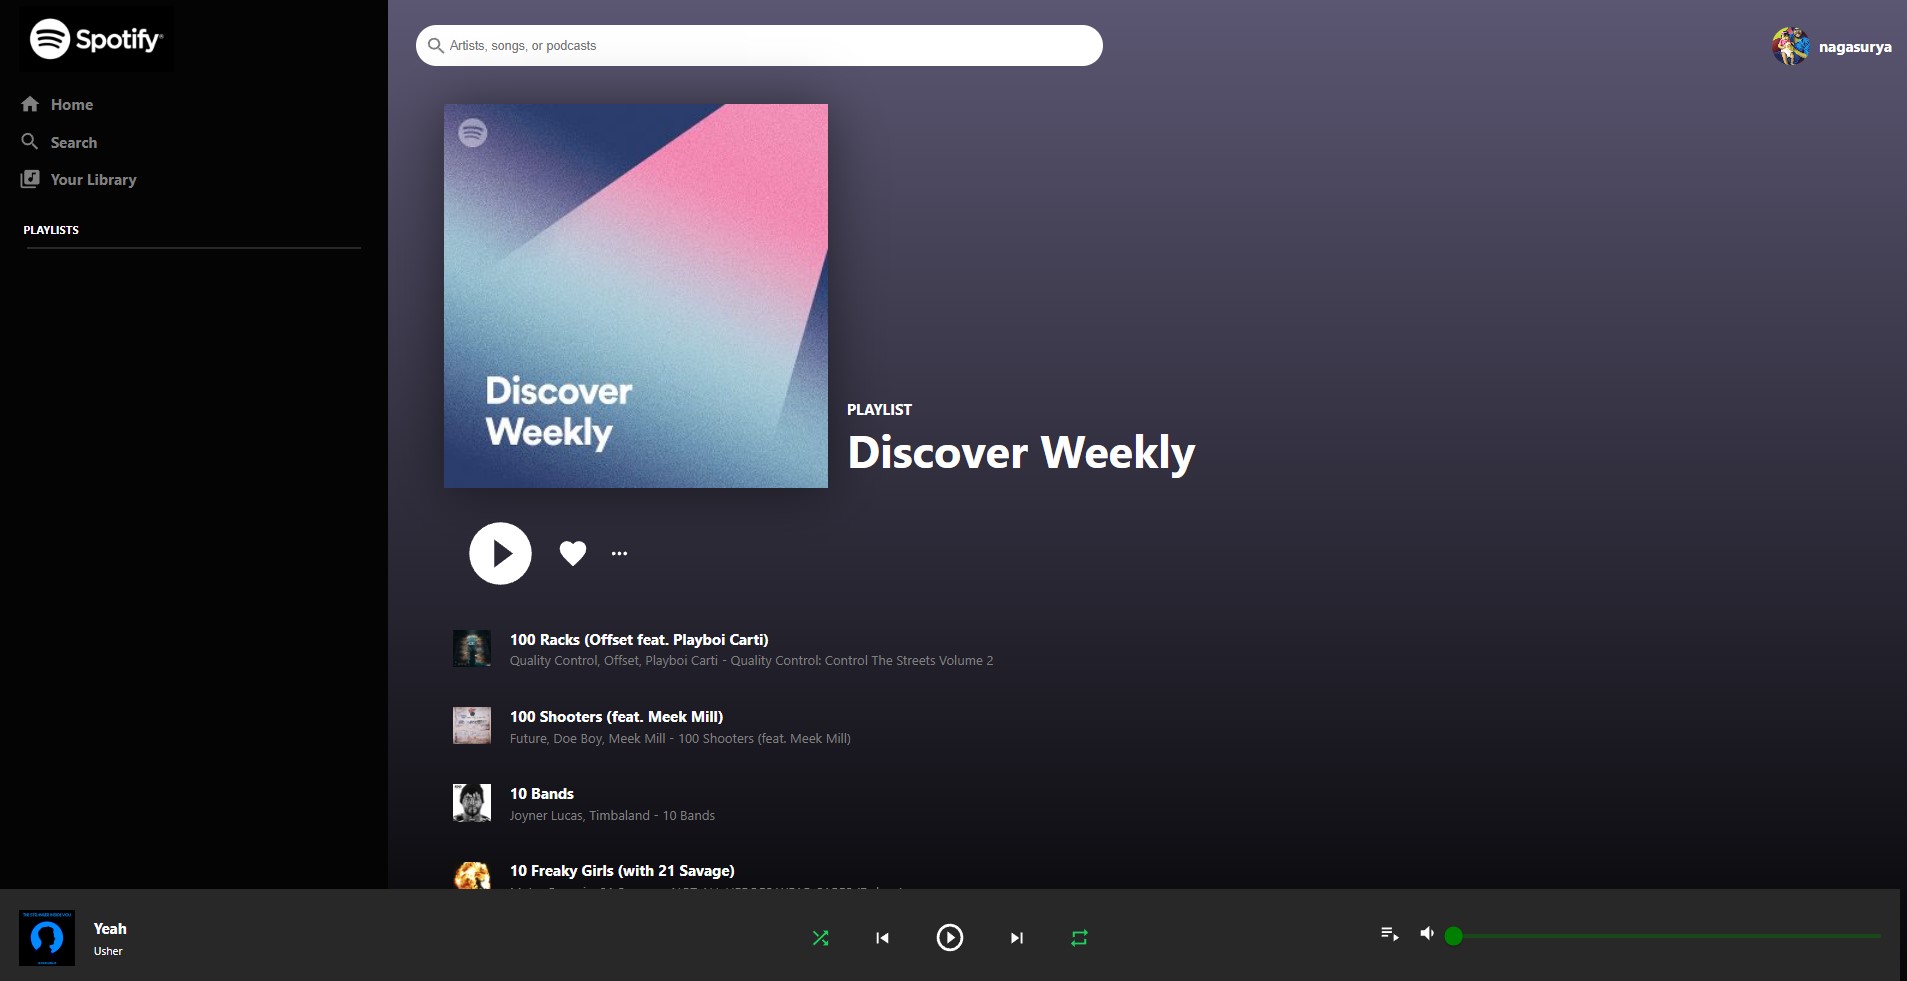 Spotify
Artists, songs, or podcasts
nagasurya
Home
Search
Your Library
PLAYLISTS
Discover
Weekly
PLAYLIST
Discover Weekly
100 Racks (Offset feat. Playboi Carti)
Quality Control, Offset, Playboi Carti - Quality Control: Control The Streets Volume 2
100 Shooters (feat. Meek Mill)
Future, Doe Boy, Meek Mill - 100 Shooters (feat. Meek Mill)
10 Bands
Joyner Lucas, Timbaland - 10 Bands
10 Freaky Girls (with 21 Savage)
Yeah
Usher